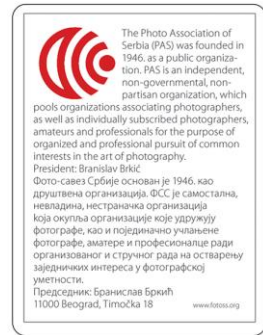 The Photo Association of
Serbia (PAS) was founded in
1946. as a public organiza-
tion. PAS is an independent,
non-governmental, non-
partisan organization, which
pools organizations associating photographers,
as well as individually subscribed photographers,
amateurs and professionals for the purpose of
organized and professional pursuit of common
interests in the art of photography.
President: Branislav Brkić
Фото-савез Србије основан је 1946. као
друштвена организација. ФСС је самостална,
невладина, нестраначка организација
која окупља организације које удружују
фотографе, као и појединачно учлањене
фотографе, аматере и професионалце ради
организованог и стручног рада на остварењу
заједничких интереса у фотографској
уметности.
Председник: Бранислав Бркић
11000 Beograd, Timočka 18 www.fotoss.org